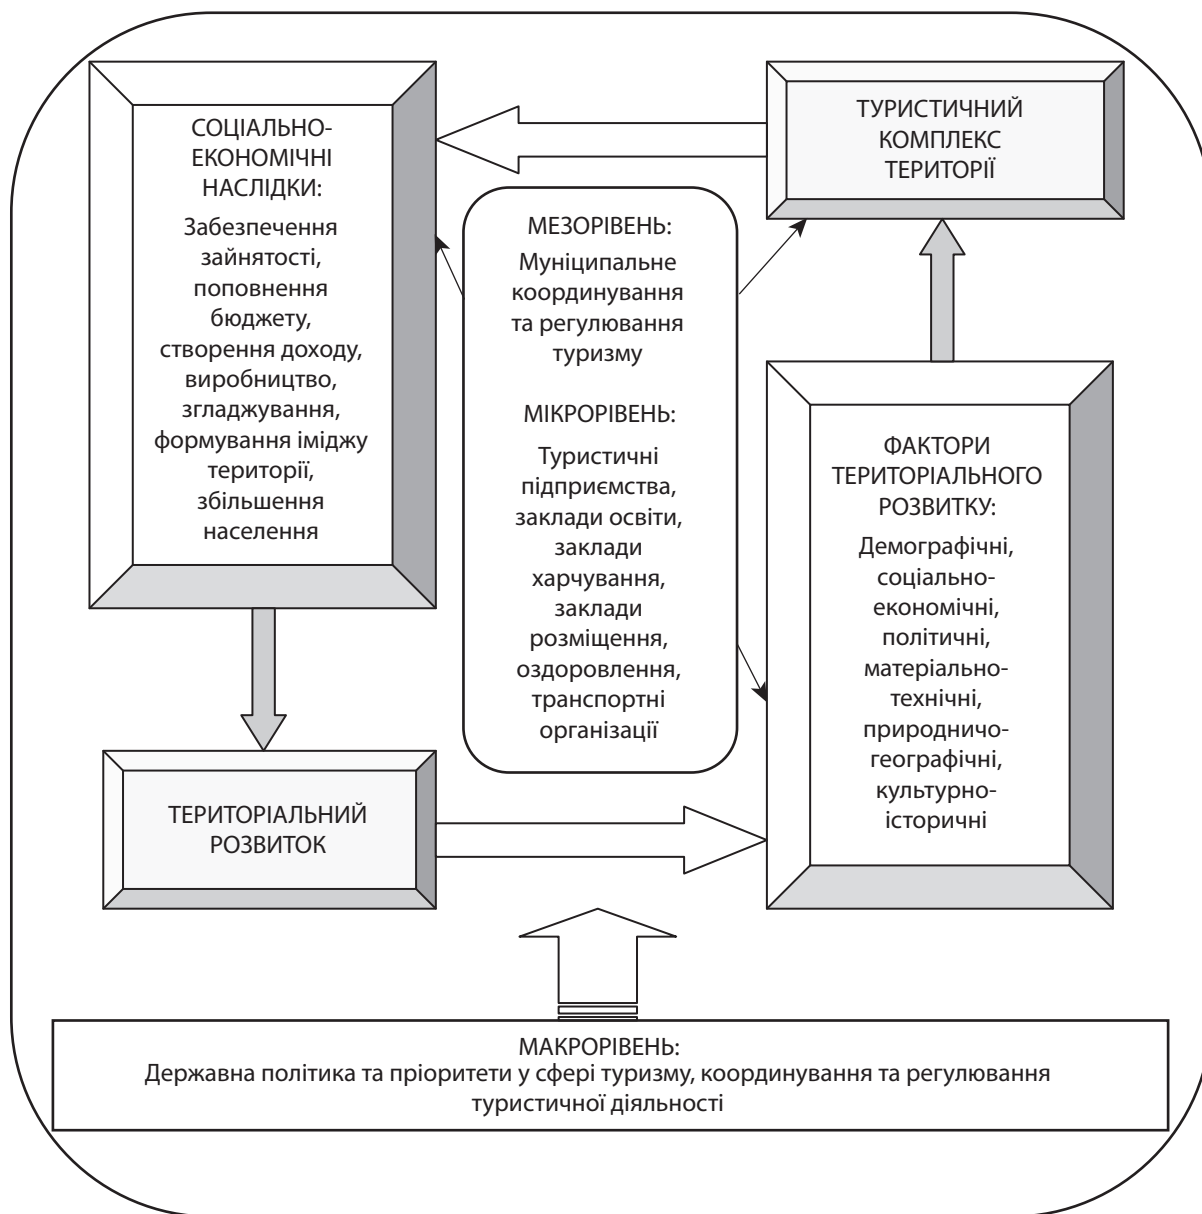 СОЦІАЛЬНО-
ЕКОНОМІЧНІ
НАСЛІДКИ:
Забезпечення
зайнятості,
поповнення
бюджету,
створення доходу,
виробництво,
згладжування,
формування іміджу
території,
збільшення
населення
ТУРИСТИЧНИЙ
КОМПЛЕКС
ТЕРИТОРІЇ
МЕЗОРІВЕНЬ:
Муніципальне
координування
та регулювання
туризму
МІКРОРІВЕНЬ:
Туристичні
підприємства,
заклади освіти,
заклади
харчування,
заклади
розміщення,
оздоровлення,
транспортні
організації
ФАКТОРИ
ТЕРИТОРІАЛЬНОГО
РОЗВИТКУ:
Демографічні,
соціально-
економічні,
політичні,
матеріально-
технічні,
природничо-
географічні,
культурно-
історичні
ТЕРИТОРІАЛЬНИЙ
РОЗВИТОК
МАКРОРІВЕНЬ:
Державна політика та пріоритети у сфері туризму, координування та регулювання
туристичної діяльності